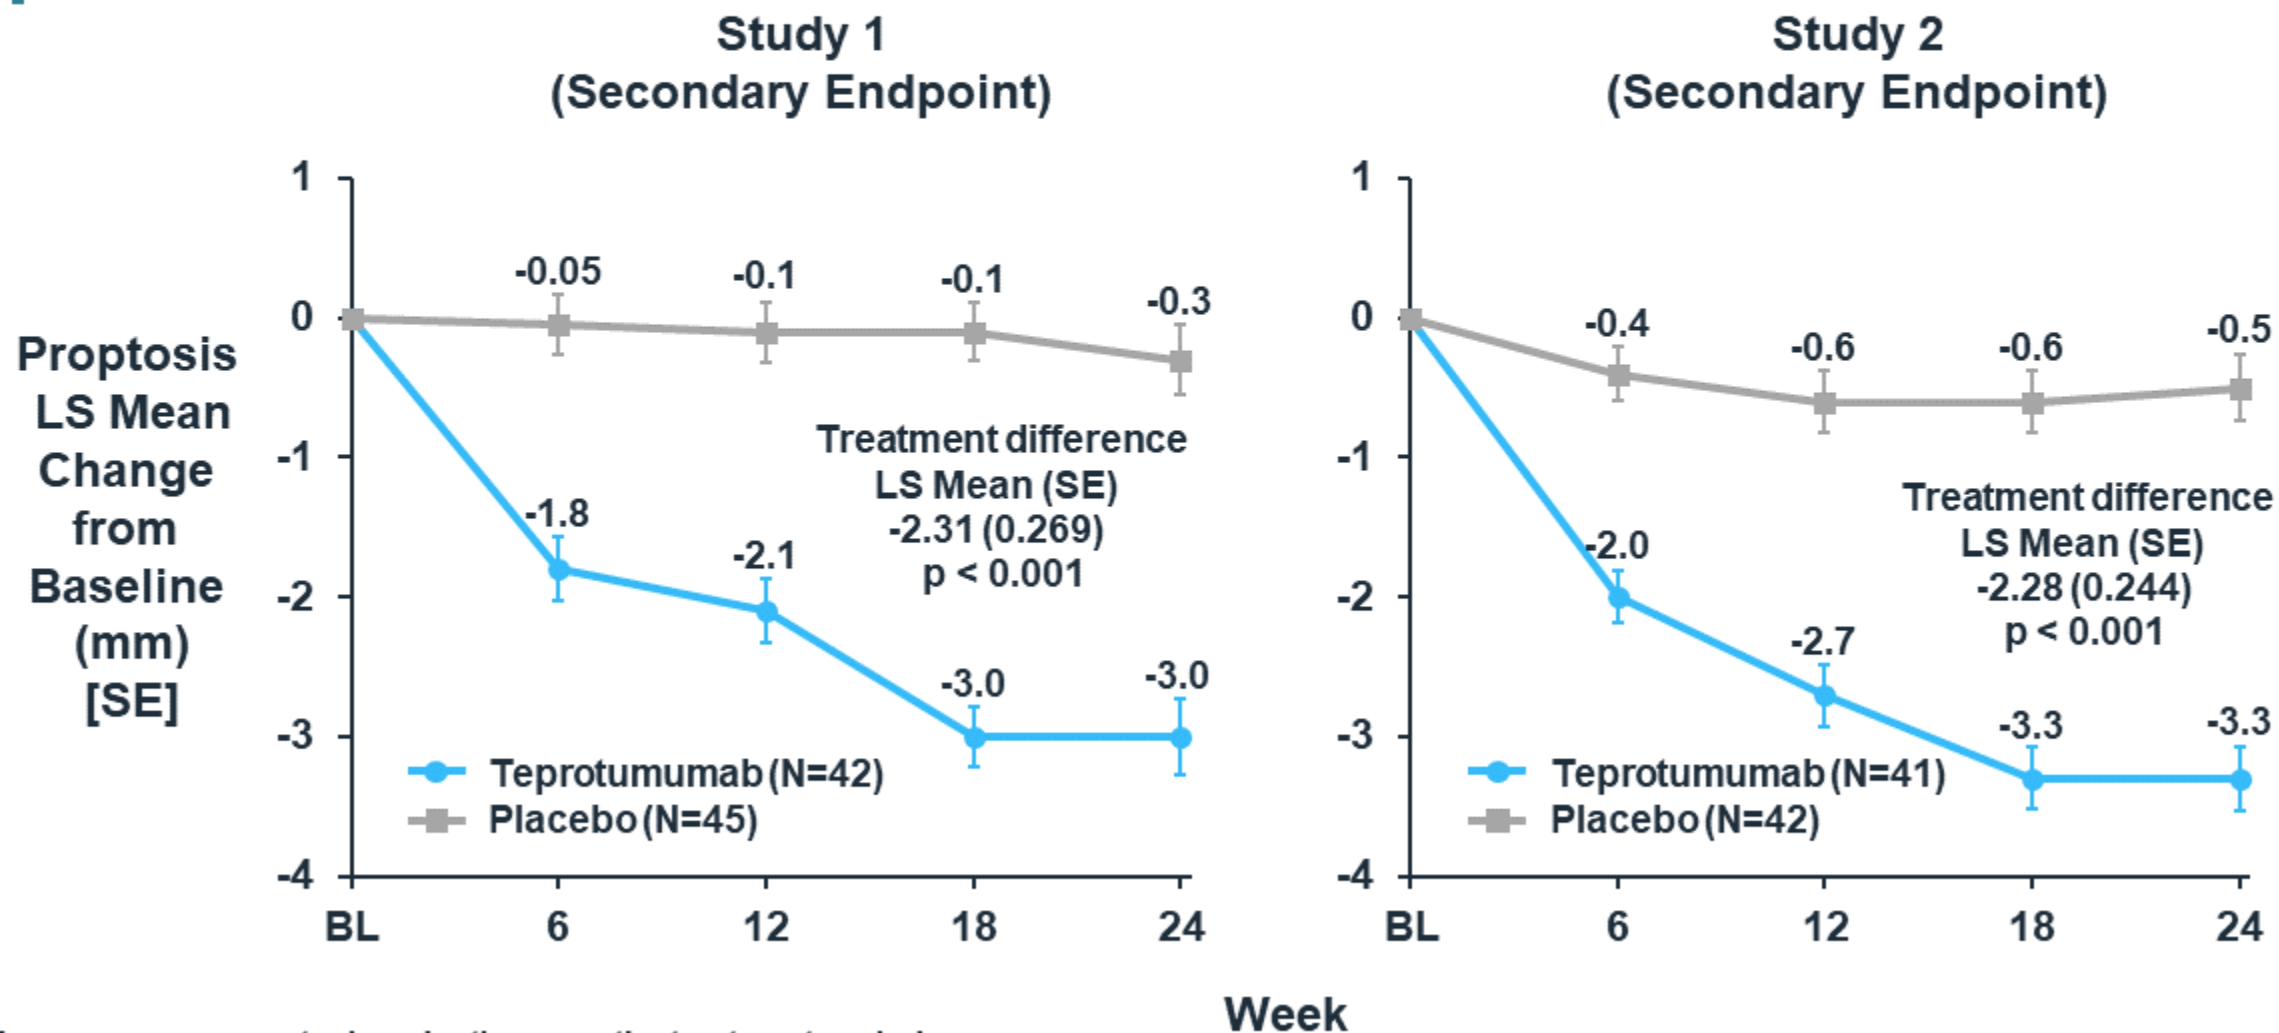 Study 1
(Secondary Endpoint)
Study 2
(Secondary Endpoint)
Proptosis
LS Mean
Change
from
Baseline
(mm)
[SE]
1
0
-1
-2
-3
-4
-0.05
-0.1
-0.1
-0.3
-1.8
-2.1
-3.0
-3.0
Treatment difference
LS Mean (SE)
-2.31 (0.269)
p < 0.001
Teprotumumab (N=42)
Placebo (N=45)
BL 6 12 18 24
1
0
-1
-2
-3
-4
-0.4
-0.6
-0.6
-0.5
-2.0
-2.7
-3.3
-3.3
Treatment difference
LS Mean (SE)
-2.28 (0.244)
p < 0.001
Teprotumumab (N=41)
Placebo (N=42)
BL 6 12 18 24
Week